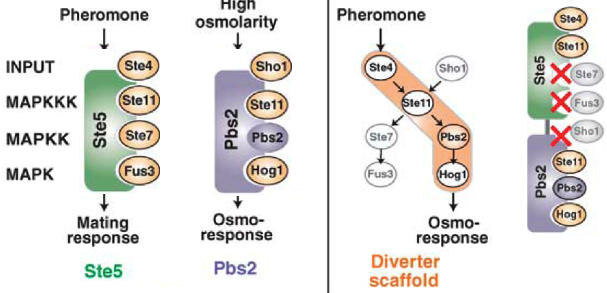 Pheromone
High
osmolarity
INPUT
MAPKKK
MAPKK
MAPK
Ste5
Ste4
Ste11
Ste7
Fus3
Pbs2
Sho1
Ste11
Pbs2
Hog1
Mating
response
Osmo-
response
Ste5
Pbs2
Pheromone
Ste4
Sho1
Ste11
Ste7
Pbs2
Fus3
Hog1
Osmo-
response
Diverter
scaffold
Ste5
Ste4
Ste11
Ste7
Fus3
Sho1
Pbs2
Ste11
Pbs2
Hog1